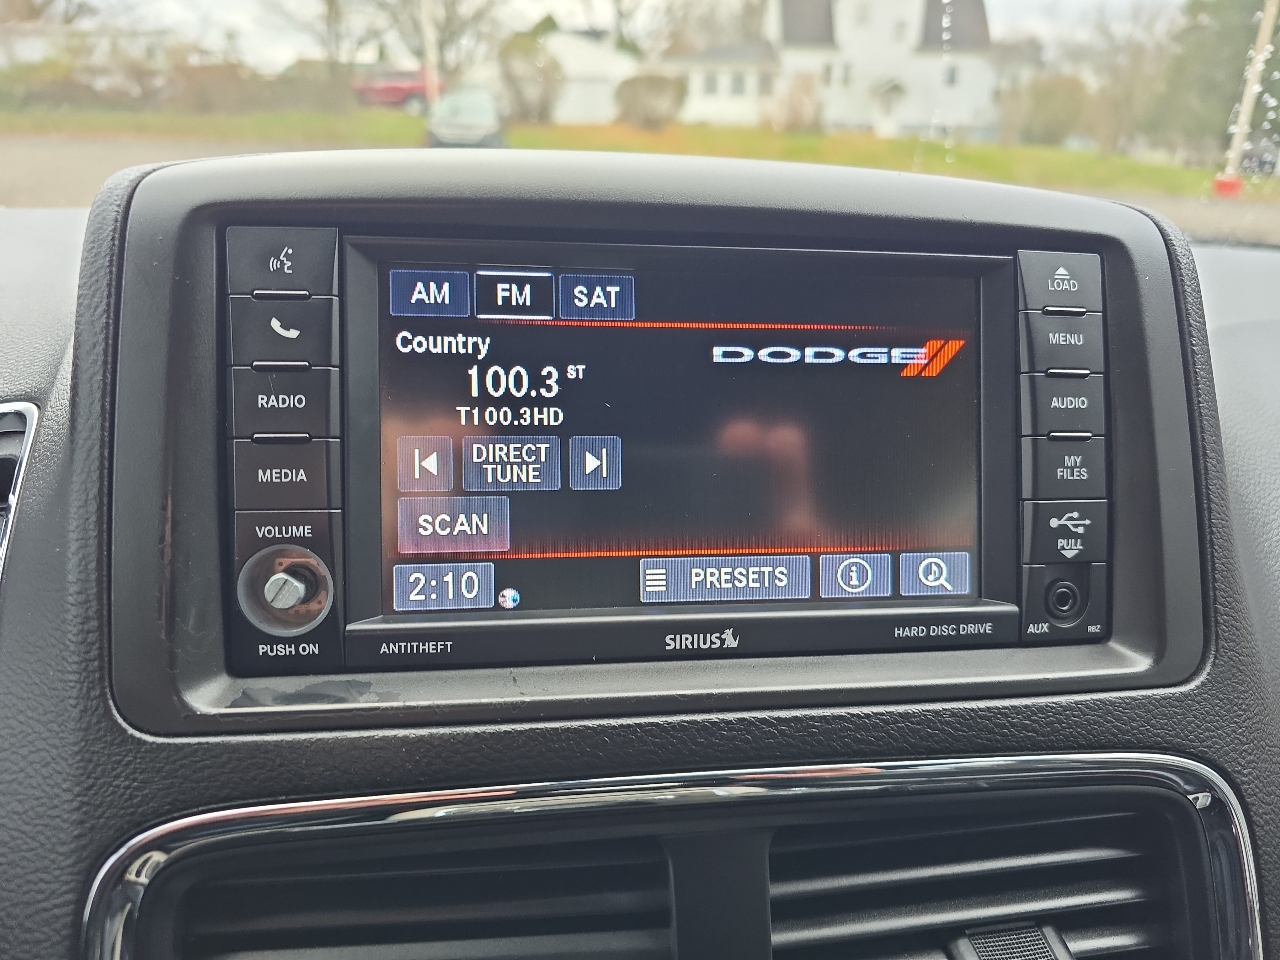 AM FM SAT
Country
DODGE
100.3 ST
T100.3HD
DIRECT
TUNE
SCAN
2:10
PRESETS
RADIO
MEDIA
VOLUME
PUSH ON
LOAD
MENU
AUDIO
MY
FILES
PULL
AUX RBZ
ANTITHEFT
SIRIUS
HARD DISC DRIVE